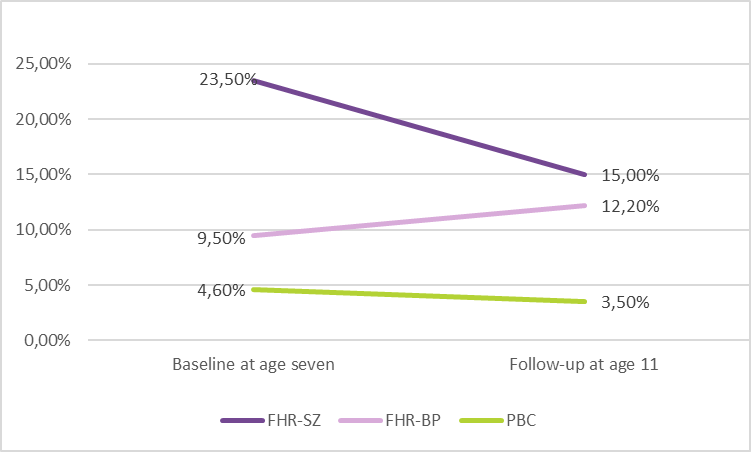 25,00%
23,50%
20,00%
15,00%
15,00%
12,20%
10,00%
9,50%
5,00%
4,60%
3,50%
0,00%
Baseline at age seven
Follow-up at age 11
FHR-SZ
FHR-BP
PBC